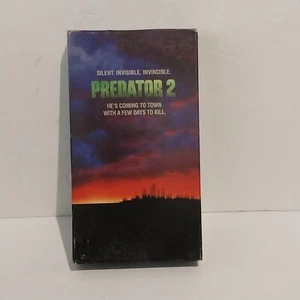 SILENT. INVISIBLE. INVINCIBLE.
PREDATOR 2
HE'S COMING TO TOWN
WITH A FEW DAYS TO KILL.